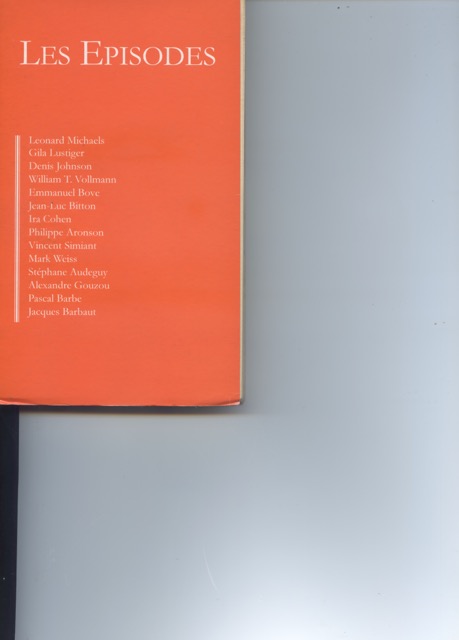 LES EPISODES
Leonard Michaels
Gila Lustiger
Denis Johnson
William T. Vollmann
Emmanuel Bove
Jean-Luc Bitton
Ira Cohen
Philippe Aronson
Vincent Simiant
Mark Weiss
Stéphane Audeguy
Alexandre Gouzou
Pascal Barbe
Jacques Barbaut